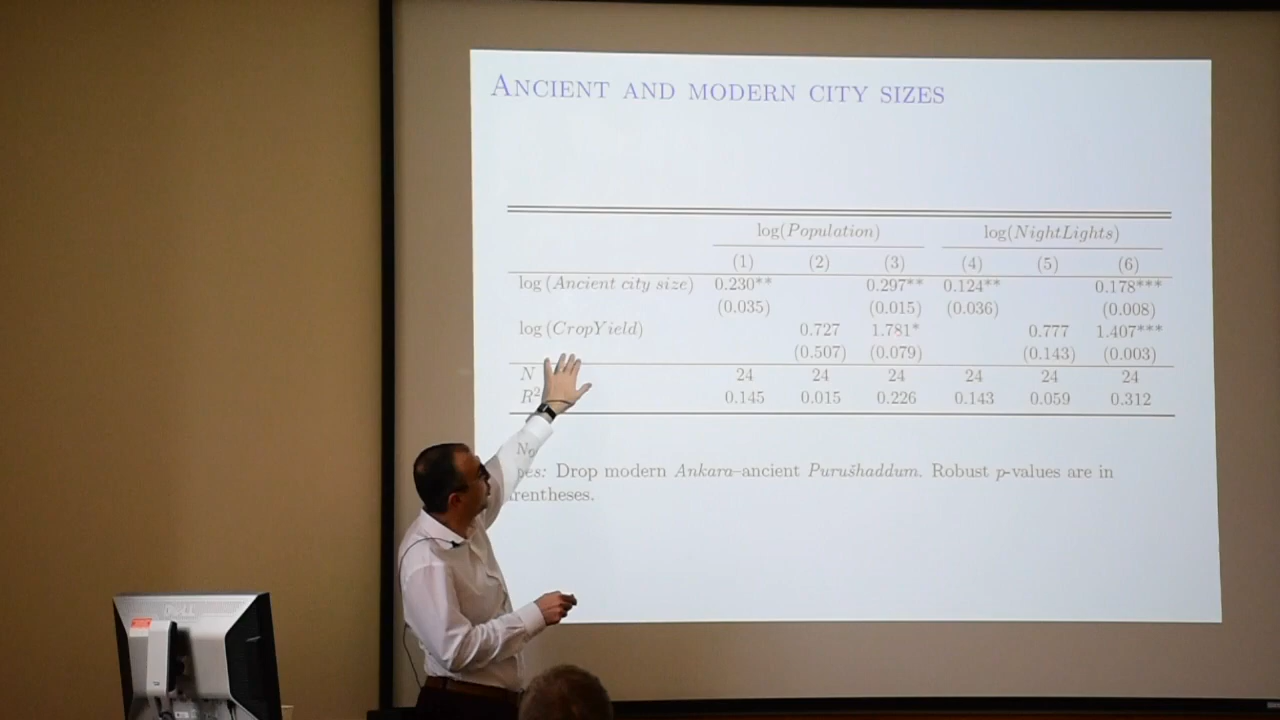 ANCIENT AND MODERN CITY SIZES
log(Population) log(NightLights)
(1) (2) (3) (4) (5) (6)
log (Ancient city size) 0.230** 0.297** 0.124** 0.178***
(0.035) (0.015) (0.036) (0.008)
log (CropYield) 0.727 1.781* 0.777 1.407***
(0.507) (0.079) (0.143) (0.003)
N 24 24 24 24 24 24
R² 0.145 0.015 0.226 0.143 0.059 0.312
Drop modern Ankara–ancient Purušhaddum. Robust p-values are in
DELL